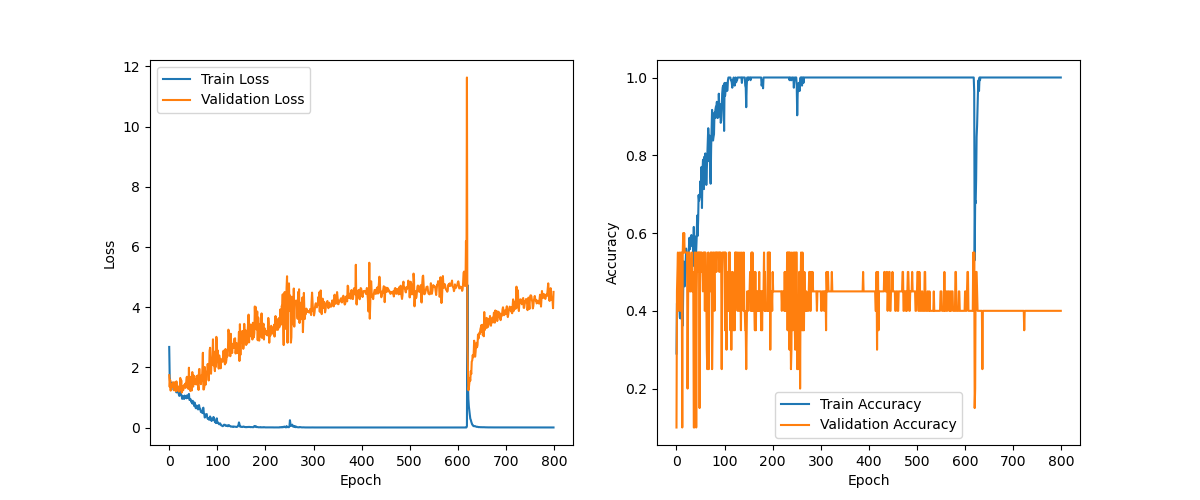 12
10
8
6
4
2
0
Loss
Train Loss
Validation Loss
0 100 200 300 400 500 600 700 800
Epoch
1.0
0.8
0.6
0.4
0.2
Accuracy
Train Accuracy
Validation Accuracy
0 100 200 300 400 500 600 700 800
Epoch